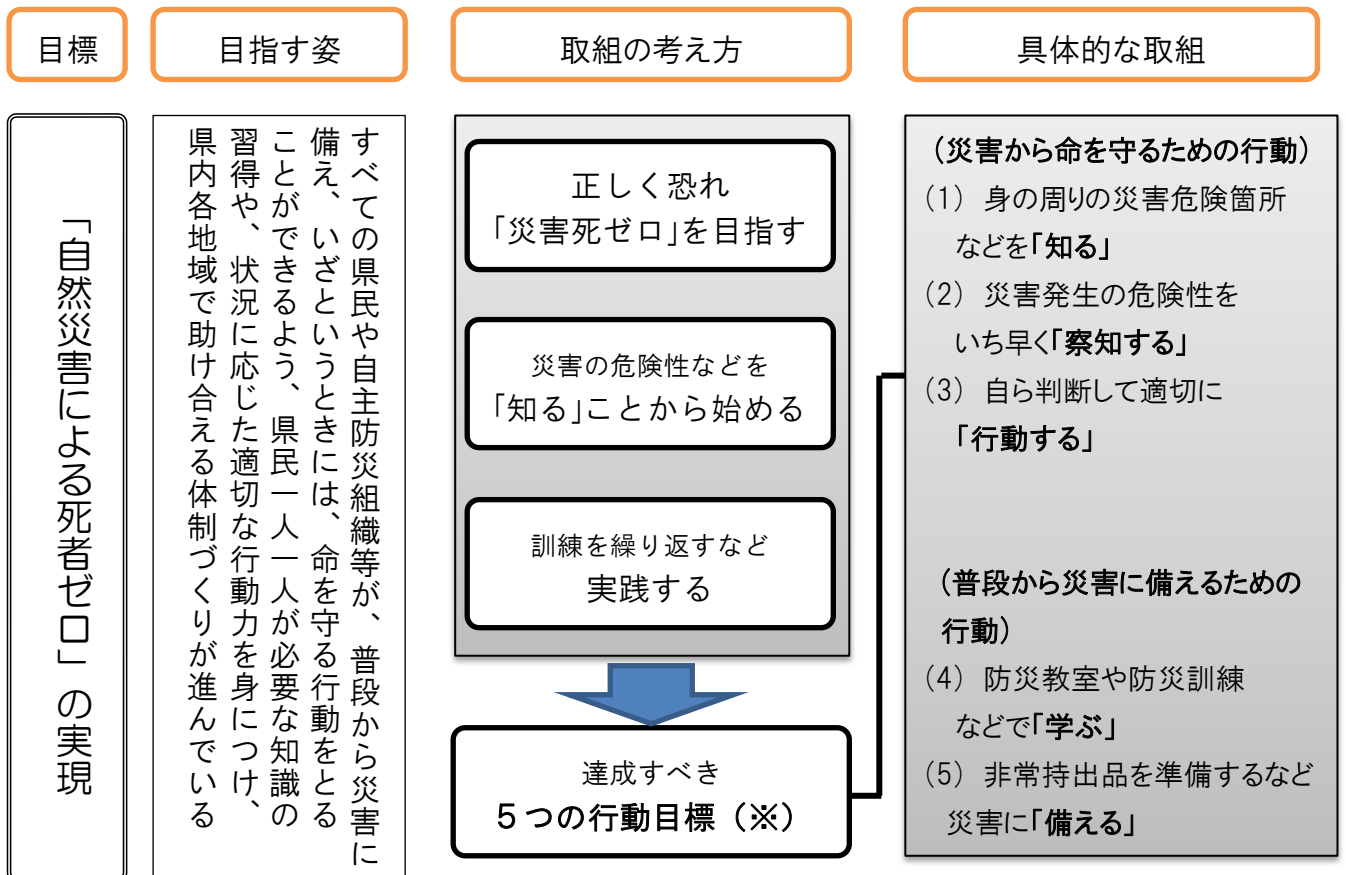 目標
目指す姿
取組の考え方
具体的な取組
「自然災害による死者ゼロ」の実現
すべての県民や自主防災組織等が、普段から災害に
備え、いざというときには、命を守る行動をとる
ことができるよう、県民一人一人が必要な知識の
習得や、状況に応じた適切な行動力を身につけ、
県内各地域で助け合える体制づくりが進んでいる
正しく恐れ
「災害死ゼロ」を目指す
災害の危険性などを
「知る」ことから始める
訓練を繰り返すなど
実践する
達成すべき
5つの行動目標（※）
（災害から命を守るための行動）
（1） 身の周りの災害危険箇所
などを「知る」
（2） 災害発生の危険性を
いち早く「察知する」
（3） 自ら判断して適切に
「行動する」
（普段から災害に備えるための
行動）
（4） 防災教室や防災訓練
などで「学ぶ」
（5） 非常持出品を準備するなど
災害に「備える」